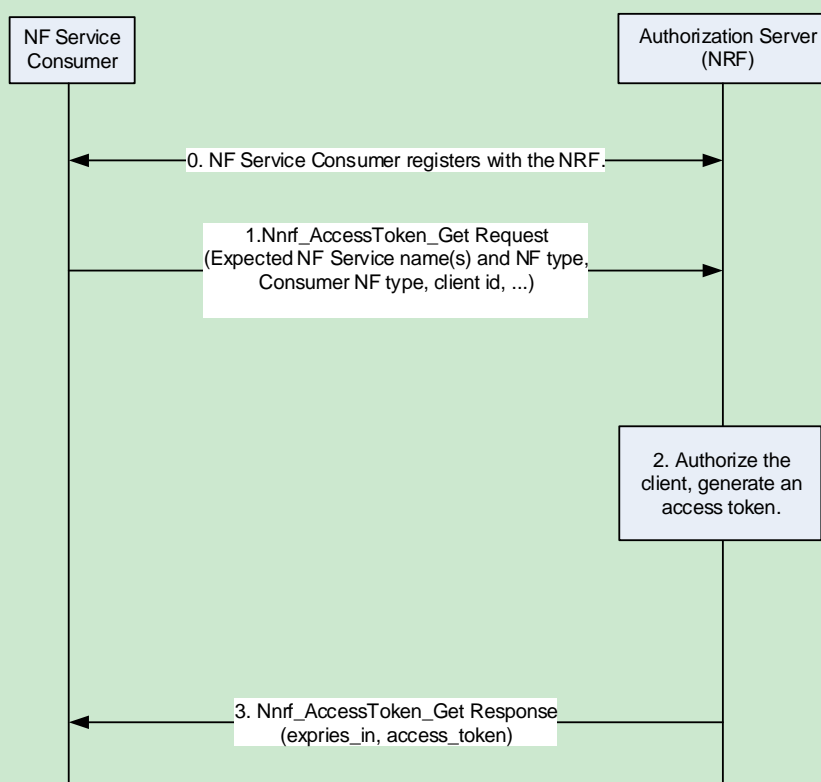 NF Service
Consumer
Authorization Server
(NRF)
0. NF Service Consumer registers with the NRF.
1.Nnrf_AccessToken_Get Request
(Expected NF Service name(s) and NF type,
Consumer NF type, client id, ...)
2. Authorize the
client, generate an
access token.
3. Nnrf_AccessToken_Get Response
(expries_in, access_token)